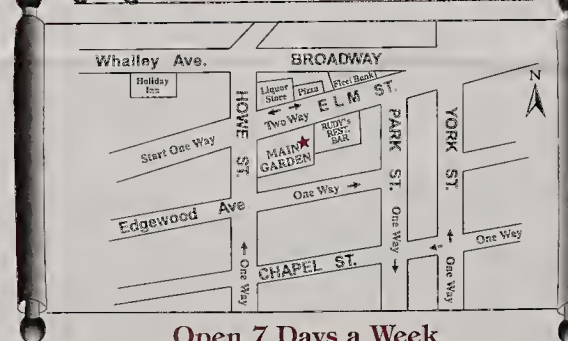 Whalley Ave.
BROADWAY
Holiday
Inn
Liquor
Store
Pizza
Fleet Bank
ELM ST.
Two Way
HOWE ST.
Start One Way
MAIN
GARDEN
RUDY's
REST.
BAR
PARK ST.
YORK ST.
N
One Way
Edgewood Ave
One Way
One Way
CHAPEL ST.
One Way
One Way
Open 7 Days a Week